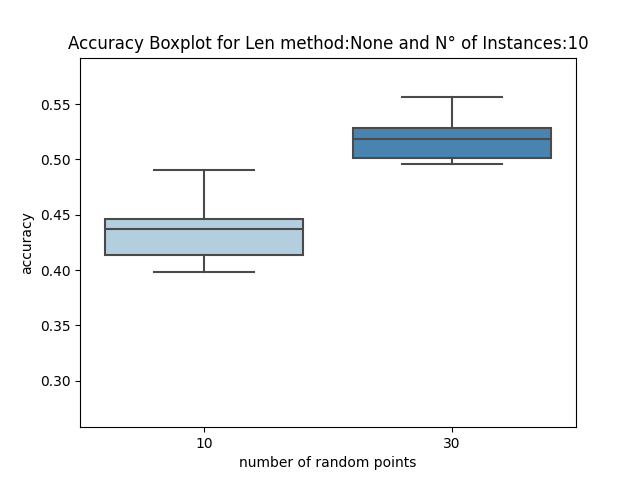 Accuracy Boxplot for Len method:None and N° of Instances:10
0.55
0.50
0.45
0.40
0.35
0.30
accuracy
10 30
number of random points